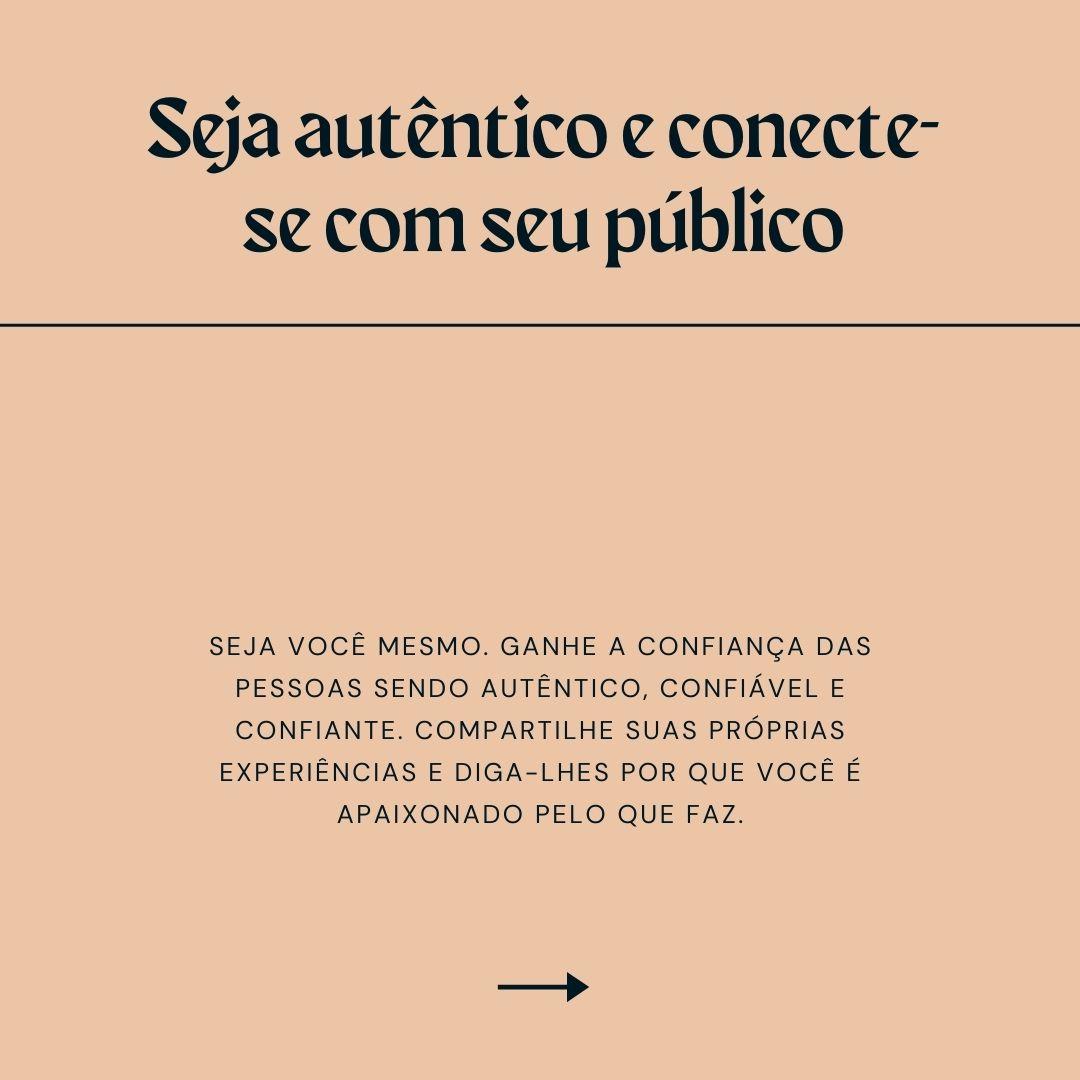 Seja autêntico e conecte-
se com seu público
SEJA VOCÊ MESMO. GANHE A CONFIANÇA DAS
PESSOAS SENDO AUTÊNTICO, CONFIÁVEL E
CONFIANTE. COMPARTILHE SUAS PRÓPRIAS
EXPERIÊNCIAS E DIGA-LHES POR QUE VOCÊ É
APAIXONADO PELO QUE FAZ.